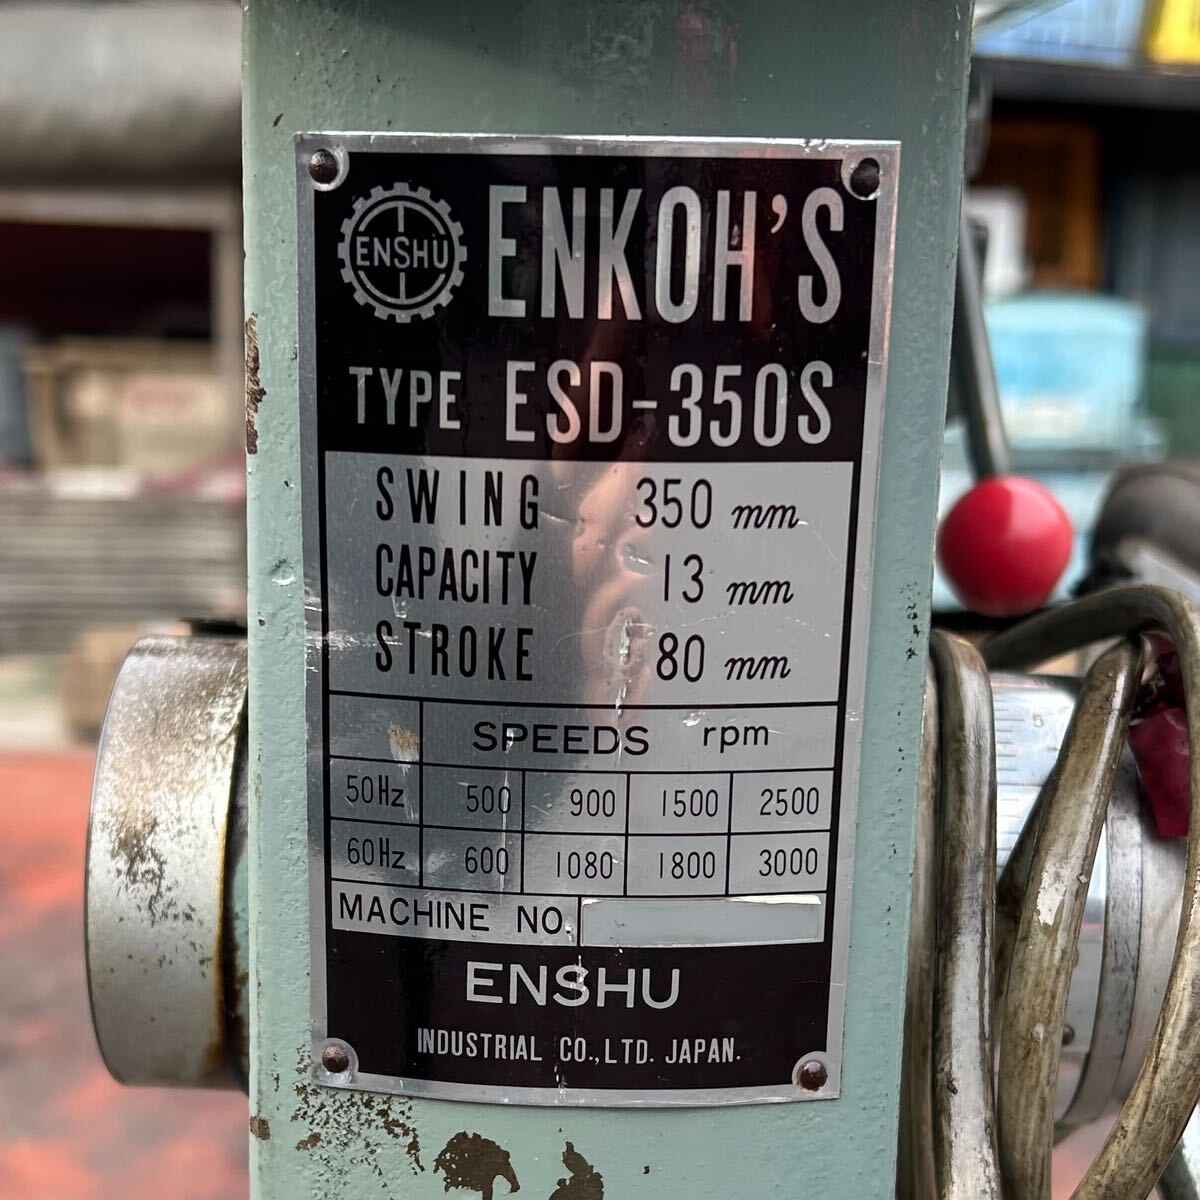 ENSHU
ENKOH'S
TYPE ESD-350S
SWING 350 mm
CAPACITY 13 mm
STROKE 80 mm
SPEEDS rpm
50Hz 500 900 1500 2500
60Hz 600 1080 1800 3000
MACHINE NO.
ENSHU
INDUSTRIAL CO.,LTD. JAPAN.
5